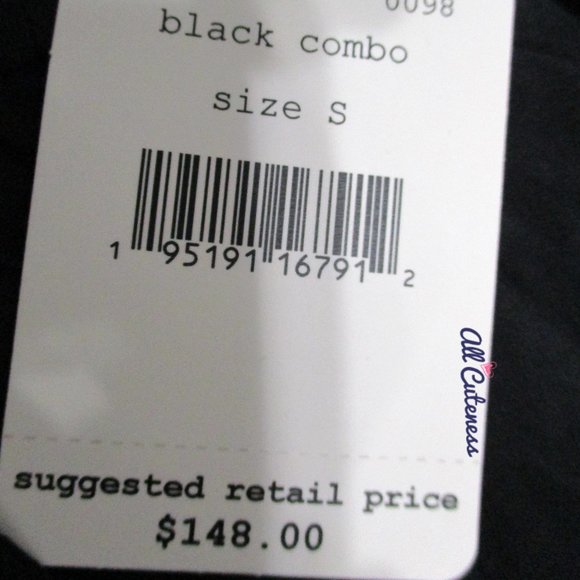 0098
black combo
size S
1 95191 16791 2
All Cuteness
suggested retail price
$148.00